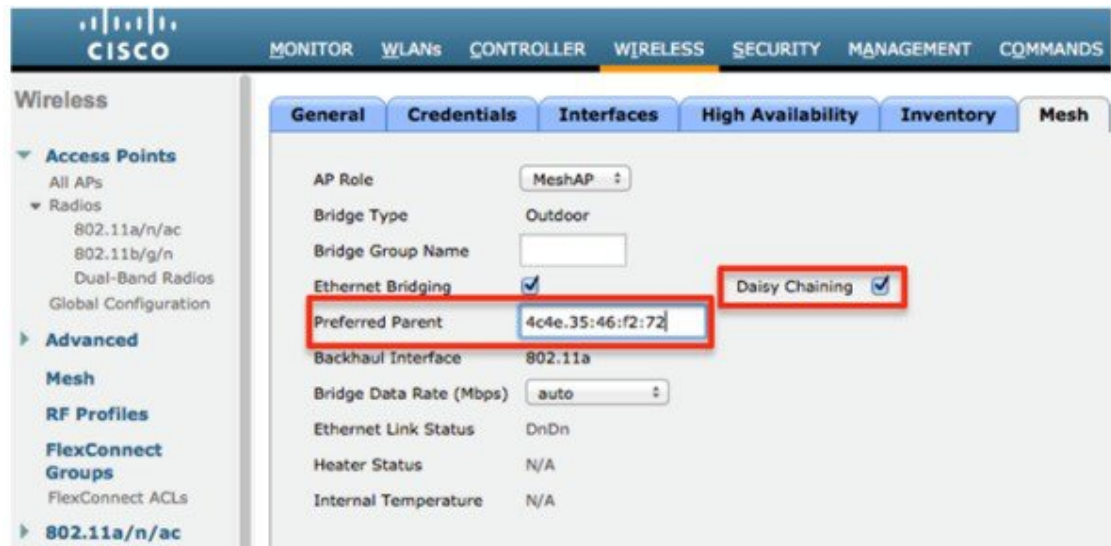 CISCO
MONITOR WLANs CONTROLLER WIRELESS SECURITY MANAGEMENT COMMANDS
Wireless
Access Points
All APs
Radios
802.11a/n/ac
802.11b/g/n
Dual-Band Radios
Global Configuration
Advanced
Mesh
RF Profiles
FlexConnect
Groups
FlexConnect ACLs
802.11a/n/ac
General Credentials Interfaces High Availability Inventory Mesh
AP Role MeshAP
Bridge Type Outdoor
Bridge Group Name
Ethernet Bridging Daisy Chaining
Preferred Parent 4c4e.35:46:f2:72
Backhaul Interface 802.11a
Bridge Data Rate (Mbps) auto
Ethernet Link Status DnDn
Heater Status N/A
Internal Temperature N/A